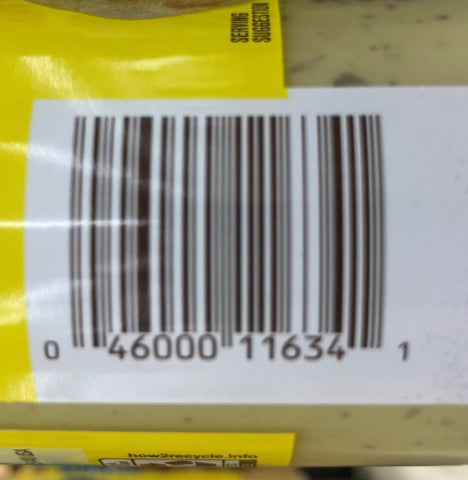 SERVING
SUGGESTION
0 46000 11634 1
how2recycle.info